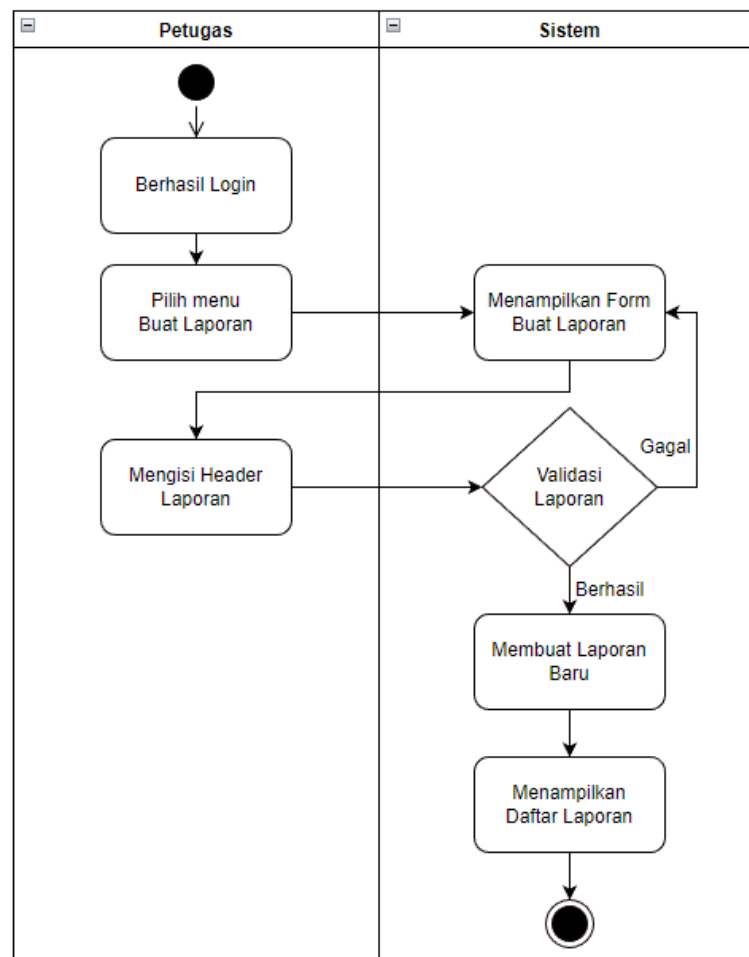 Petugas
Sistem
Berhasil Login
Pilih menu
Buat Laporan
Menampilkan Form
Buat Laporan
Mengisi Header
Laporan
Validasi
Laporan
Gagal
Berhasil
Membuat Laporan
Baru
Menampilkan
Daftar Laporan